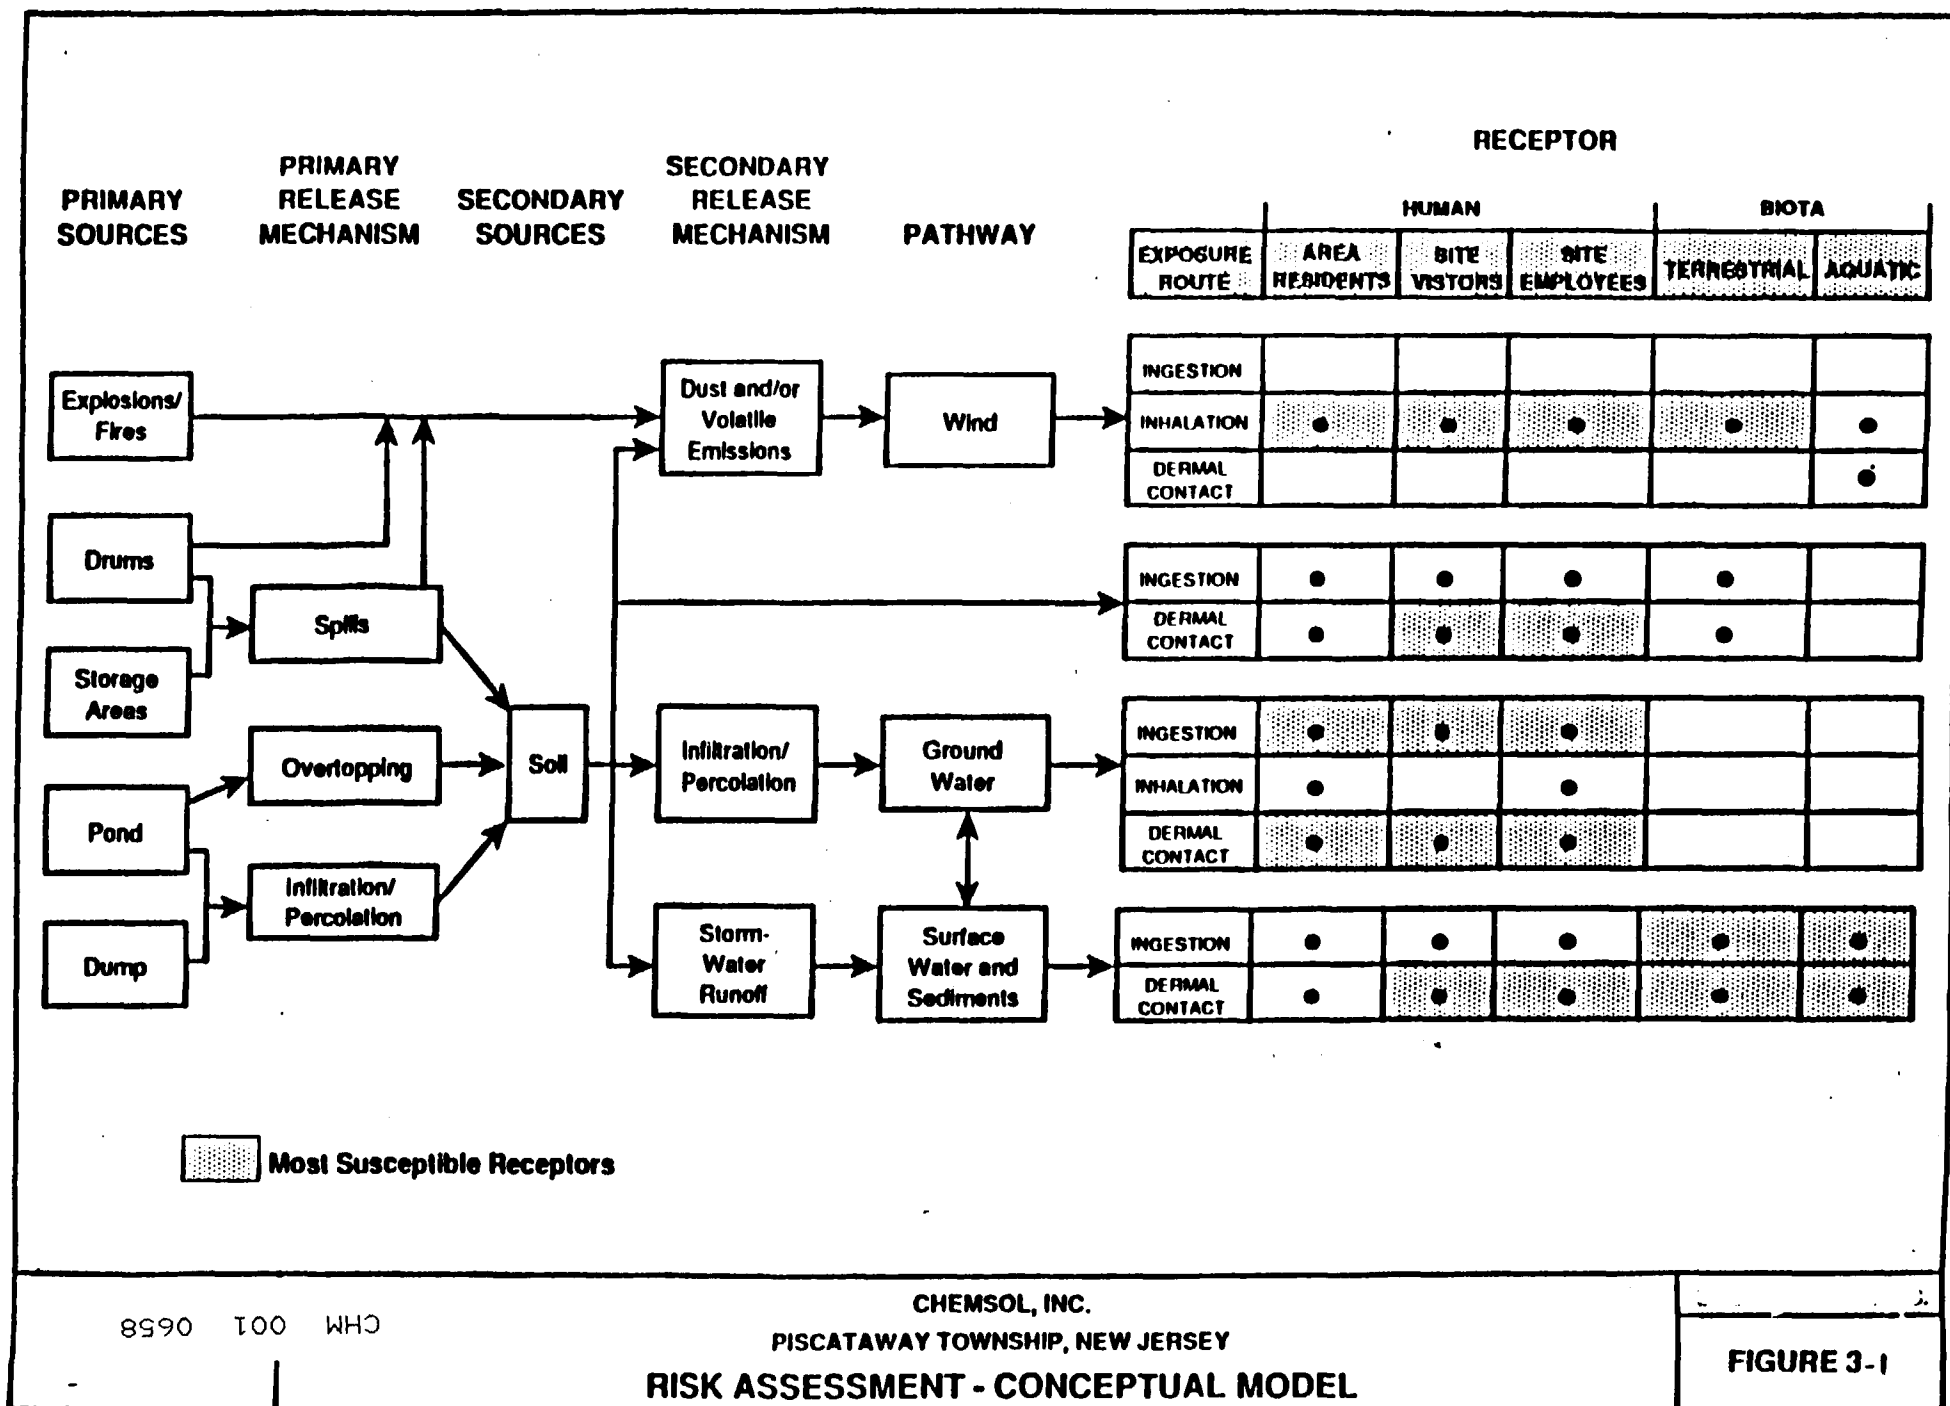 RECEPTOR
PRIMARY
SOURCES
PRIMARY
RELEASE
MECHANISM
SECONDARY
SOURCES
SECONDARY
RELEASE
MECHANISM
PATHWAY
HUMAN
BIOTA
EXPOSURE
ROUTE
AREA
RESIDENTS
SITE
VISTORS
SITE
EMPLOYEES
TERRESTRIAL
AQUATIC
Explosions/
Fires
Drums
Storage
Areas
Pond
Dump
Spills
Overtopping
Infiltration/
Percolation
Soil
Dust and/or
Volatile
Emissions
Infiltration/
Percolation
Storm-
Water
Runoff
Wind
Ground
Water
Surface
Water and
Sediments
INGESTION
INHALATION
DERMAL
CONTACT
INGESTION
DERMAL
CONTACT
INGESTION
INHALATION
DERMAL
CONTACT
INGESTION
DERMAL
CONTACT
Most Susceptible Receptors
CHM 001 0658
CHEMSOL, INC.
PISCATAWAY TOWNSHIP, NEW JERSEY
RISK ASSESSMENT - CONCEPTUAL MODEL
FIGURE 3-1